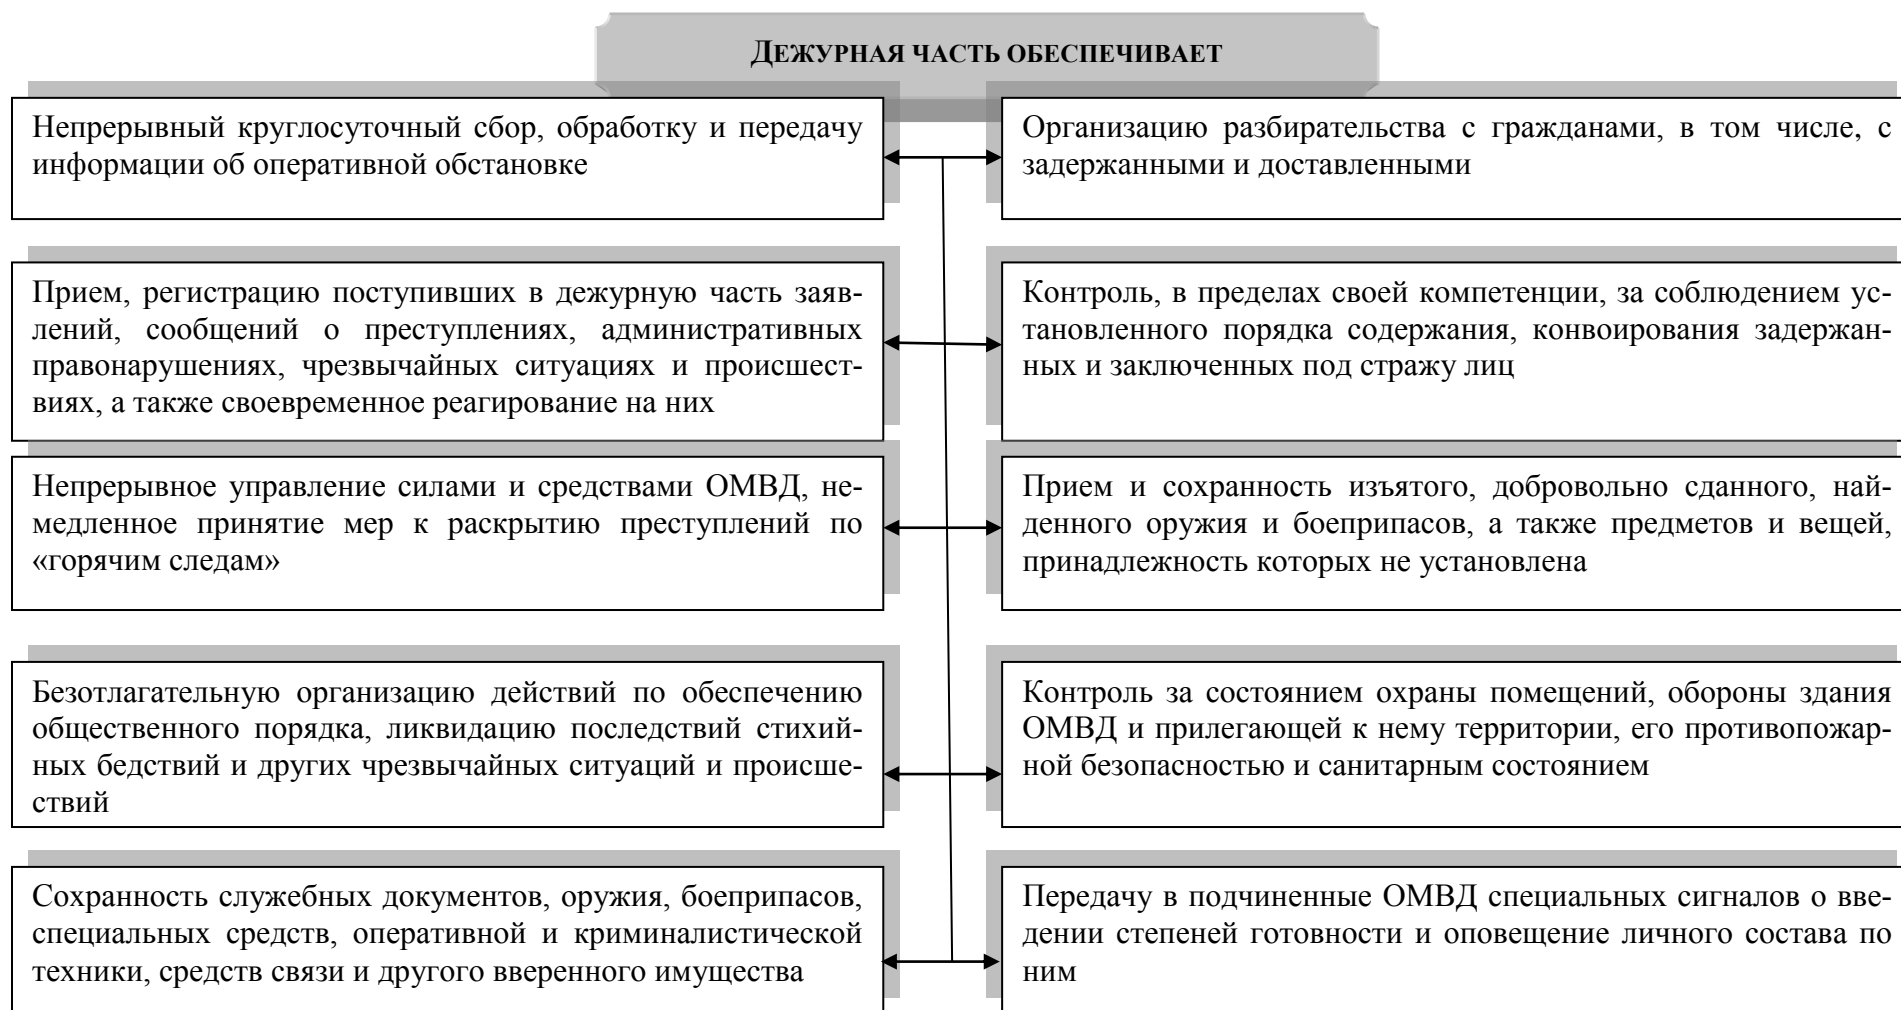 ДЕЖУРНАЯ ЧАСТЬ ОБЕСПЕЧИВАЕТ
Непрерывный круглосуточный сбор, обработку и передачу
информации об оперативной обстановке
Организацию разбирательства с гражданами, в том числе, с
задержанными и доставленными
Прием, регистрацию поступивших в дежурную часть заяв-
лений, сообщений о преступлениях, административных
правонарушениях, чрезвычайных ситуациях и происшест-
виях, а также своевременное реагирование на них
Контроль, в пределах своей компетенции, за соблюдением ус-
тановленного порядка содержания, конвоирования задержан-
ных и заключенных под стражу лиц
Непрерывное управление силами и средствами ОМВД, не-
медленное принятие мер к раскрытию преступлений по
«горячим следам»
Прием и сохранность изъятого, добровольно сданного, най-
денного оружия и боеприпасов, а также предметов и вещей,
принадлежность которых не установлена
Безотлагательную организацию действий по обеспечению
общественного порядка, ликвидацию последствий стихий-
ных бедствий и других чрезвычайных ситуаций и происше-
ствий
Контроль за состоянием охраны помещений, обороны здания
ОМВД и прилегающей к нему территории, его противопожар-
ной безопасностью и санитарным состоянием
Сохранность служебных документов, оружия, боеприпасов,
специальных средств, оперативной и криминалистической
техники, средств связи и другого вверенного имущества
Передачу в подчиненные ОМВД специальных сигналов о вве-
дении степеней готовности и оповещение личного состава по
ним